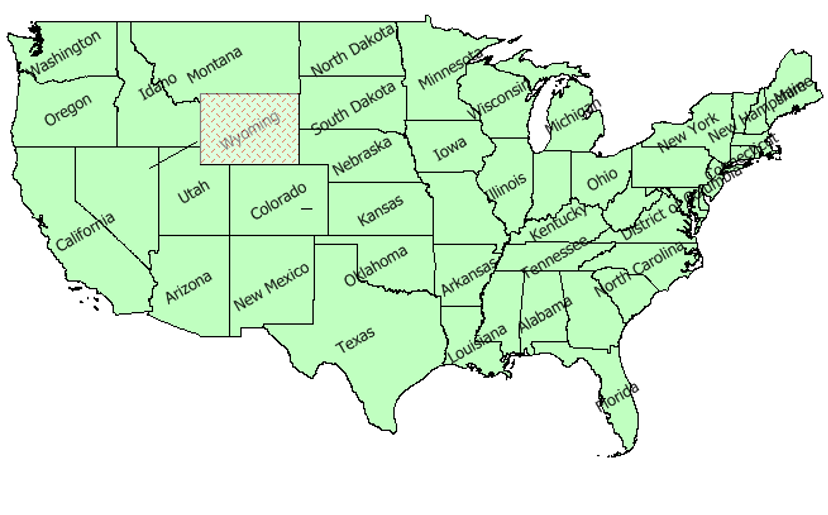 Washington
Montana
North Dakota
Minnesota
Idaho
Oregon
Wyoming
South Dakota
Wisconsin
Michigan
New York
New Hampshire
Maine
Connecticut
Nebraska
Iowa
Utah
Colorado
Illinois
Ohio
District of Columbia
California
Kansas
Kentucky
Arizona
New Mexico
Oklahoma
Arkansas
Tennessee
North Carolina
Texas
Louisiana
Alabama
Florida